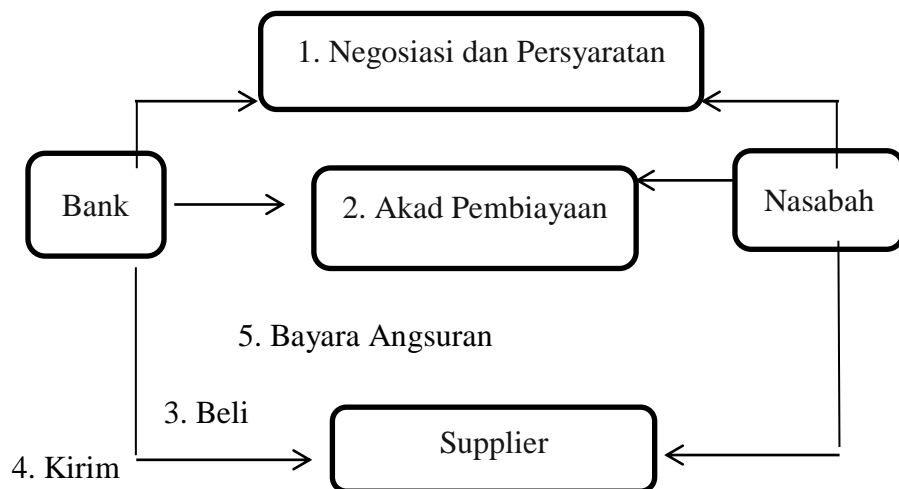 1. Negosiasi dan Persyaratan
Bank
2. Akad Pembiayaan
Nasabah
5. Bayara Angsuran
3. Beli
Supplier
4. Kirim